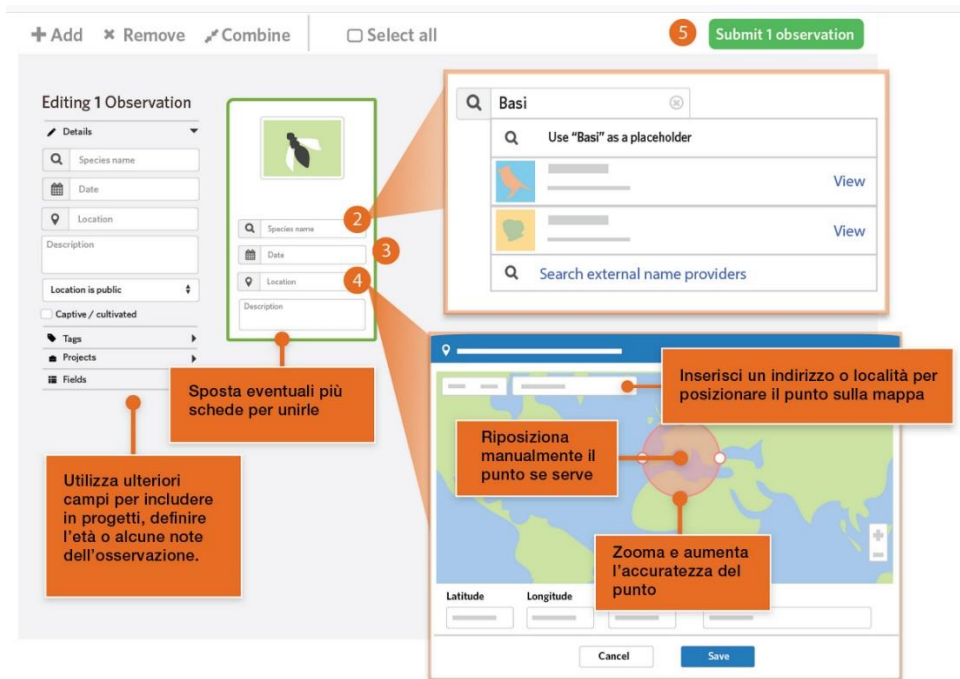 Add
Remove
Combine
Select all
5
Submit 1 observation
Editing 1 Observation
Details
Species name
Date
Location
Description
Location is public
Captive / cultivated
Tags
Projects
Fields
Species name
2
Date
3
Location
4
Description
Basi
Use “Basi” as a placeholder
View
View
Search external name providers
Sposta eventuali più
schede per unirle
Utilizza ulteriori
campi per includere
in progetti, definire
l’età o alcune note
dell’osservazione.
Inserisci un indirizzo o località per
posizionare il punto sulla mappa
Riposiziona
manualmente il
punto se serve
Zooma e aumenta
l’accuratezza del
punto
Latitude
Longitude
Cancel
Save